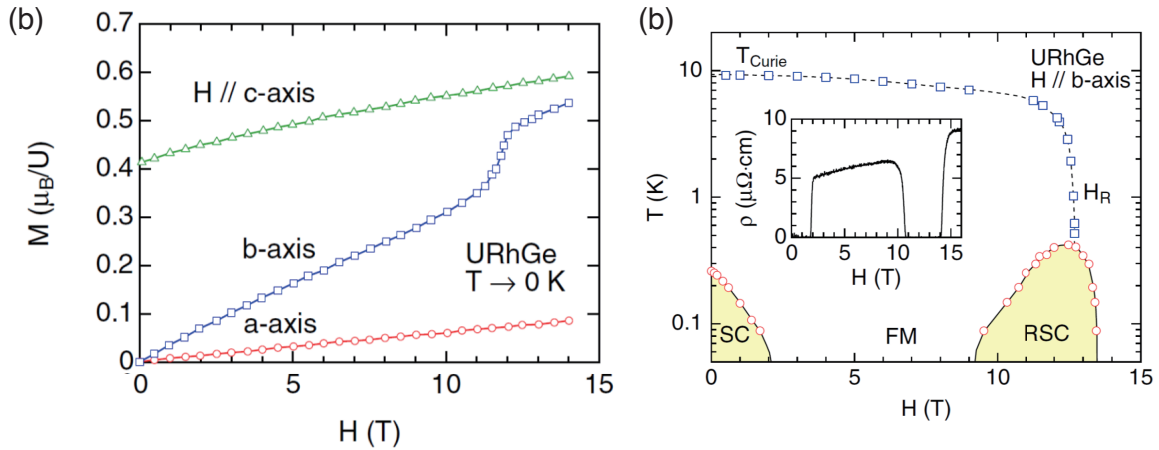 (b)
0.7
0.6
0.5
0.4
0.3
0.2
0.1
0
M (μB/U)
H // c-axis
b-axis
a-axis
URhGe
T → 0 K
0
5
10
15
H (T)
(b)
10
1
0.1
T (K)
TCurie
URhGe
H // b-axis
10
5
0
ρ (μΩ·cm)
0 5 10 15
H (T)
HR
SC
FM
RSC
0
5
10
15
H (T)